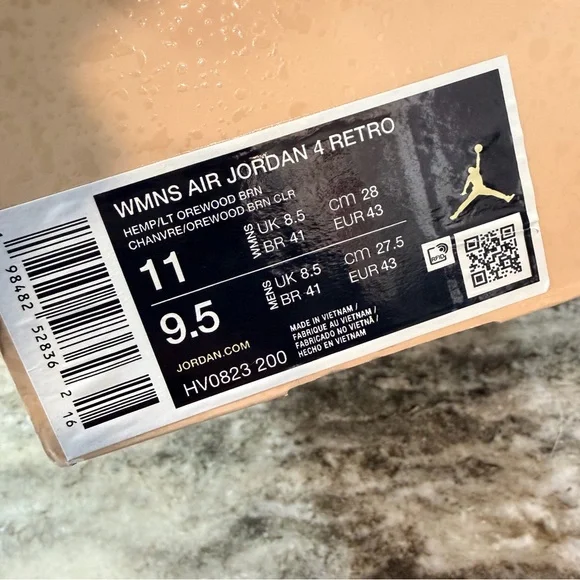 WMNS AIR JORDAN 4 RETRO
HEMP/LT OREWOOD BRN
CHANVRE/OREWOOD BRN CLR
11
WMNS
UK 8.5 CM 28
BR 41 EUR 43
9.5
MENS
UK 8.5 CM 27.5
BR 41 EUR 43
JORDAN.COM
HV0823 200
MADE IN VIETNAM /
FABRIQUE AU VIETNAM /
FABRICADO NO VIETNÃ /
HECHO EN VIETNAM
RFID
98482 52836 2 16